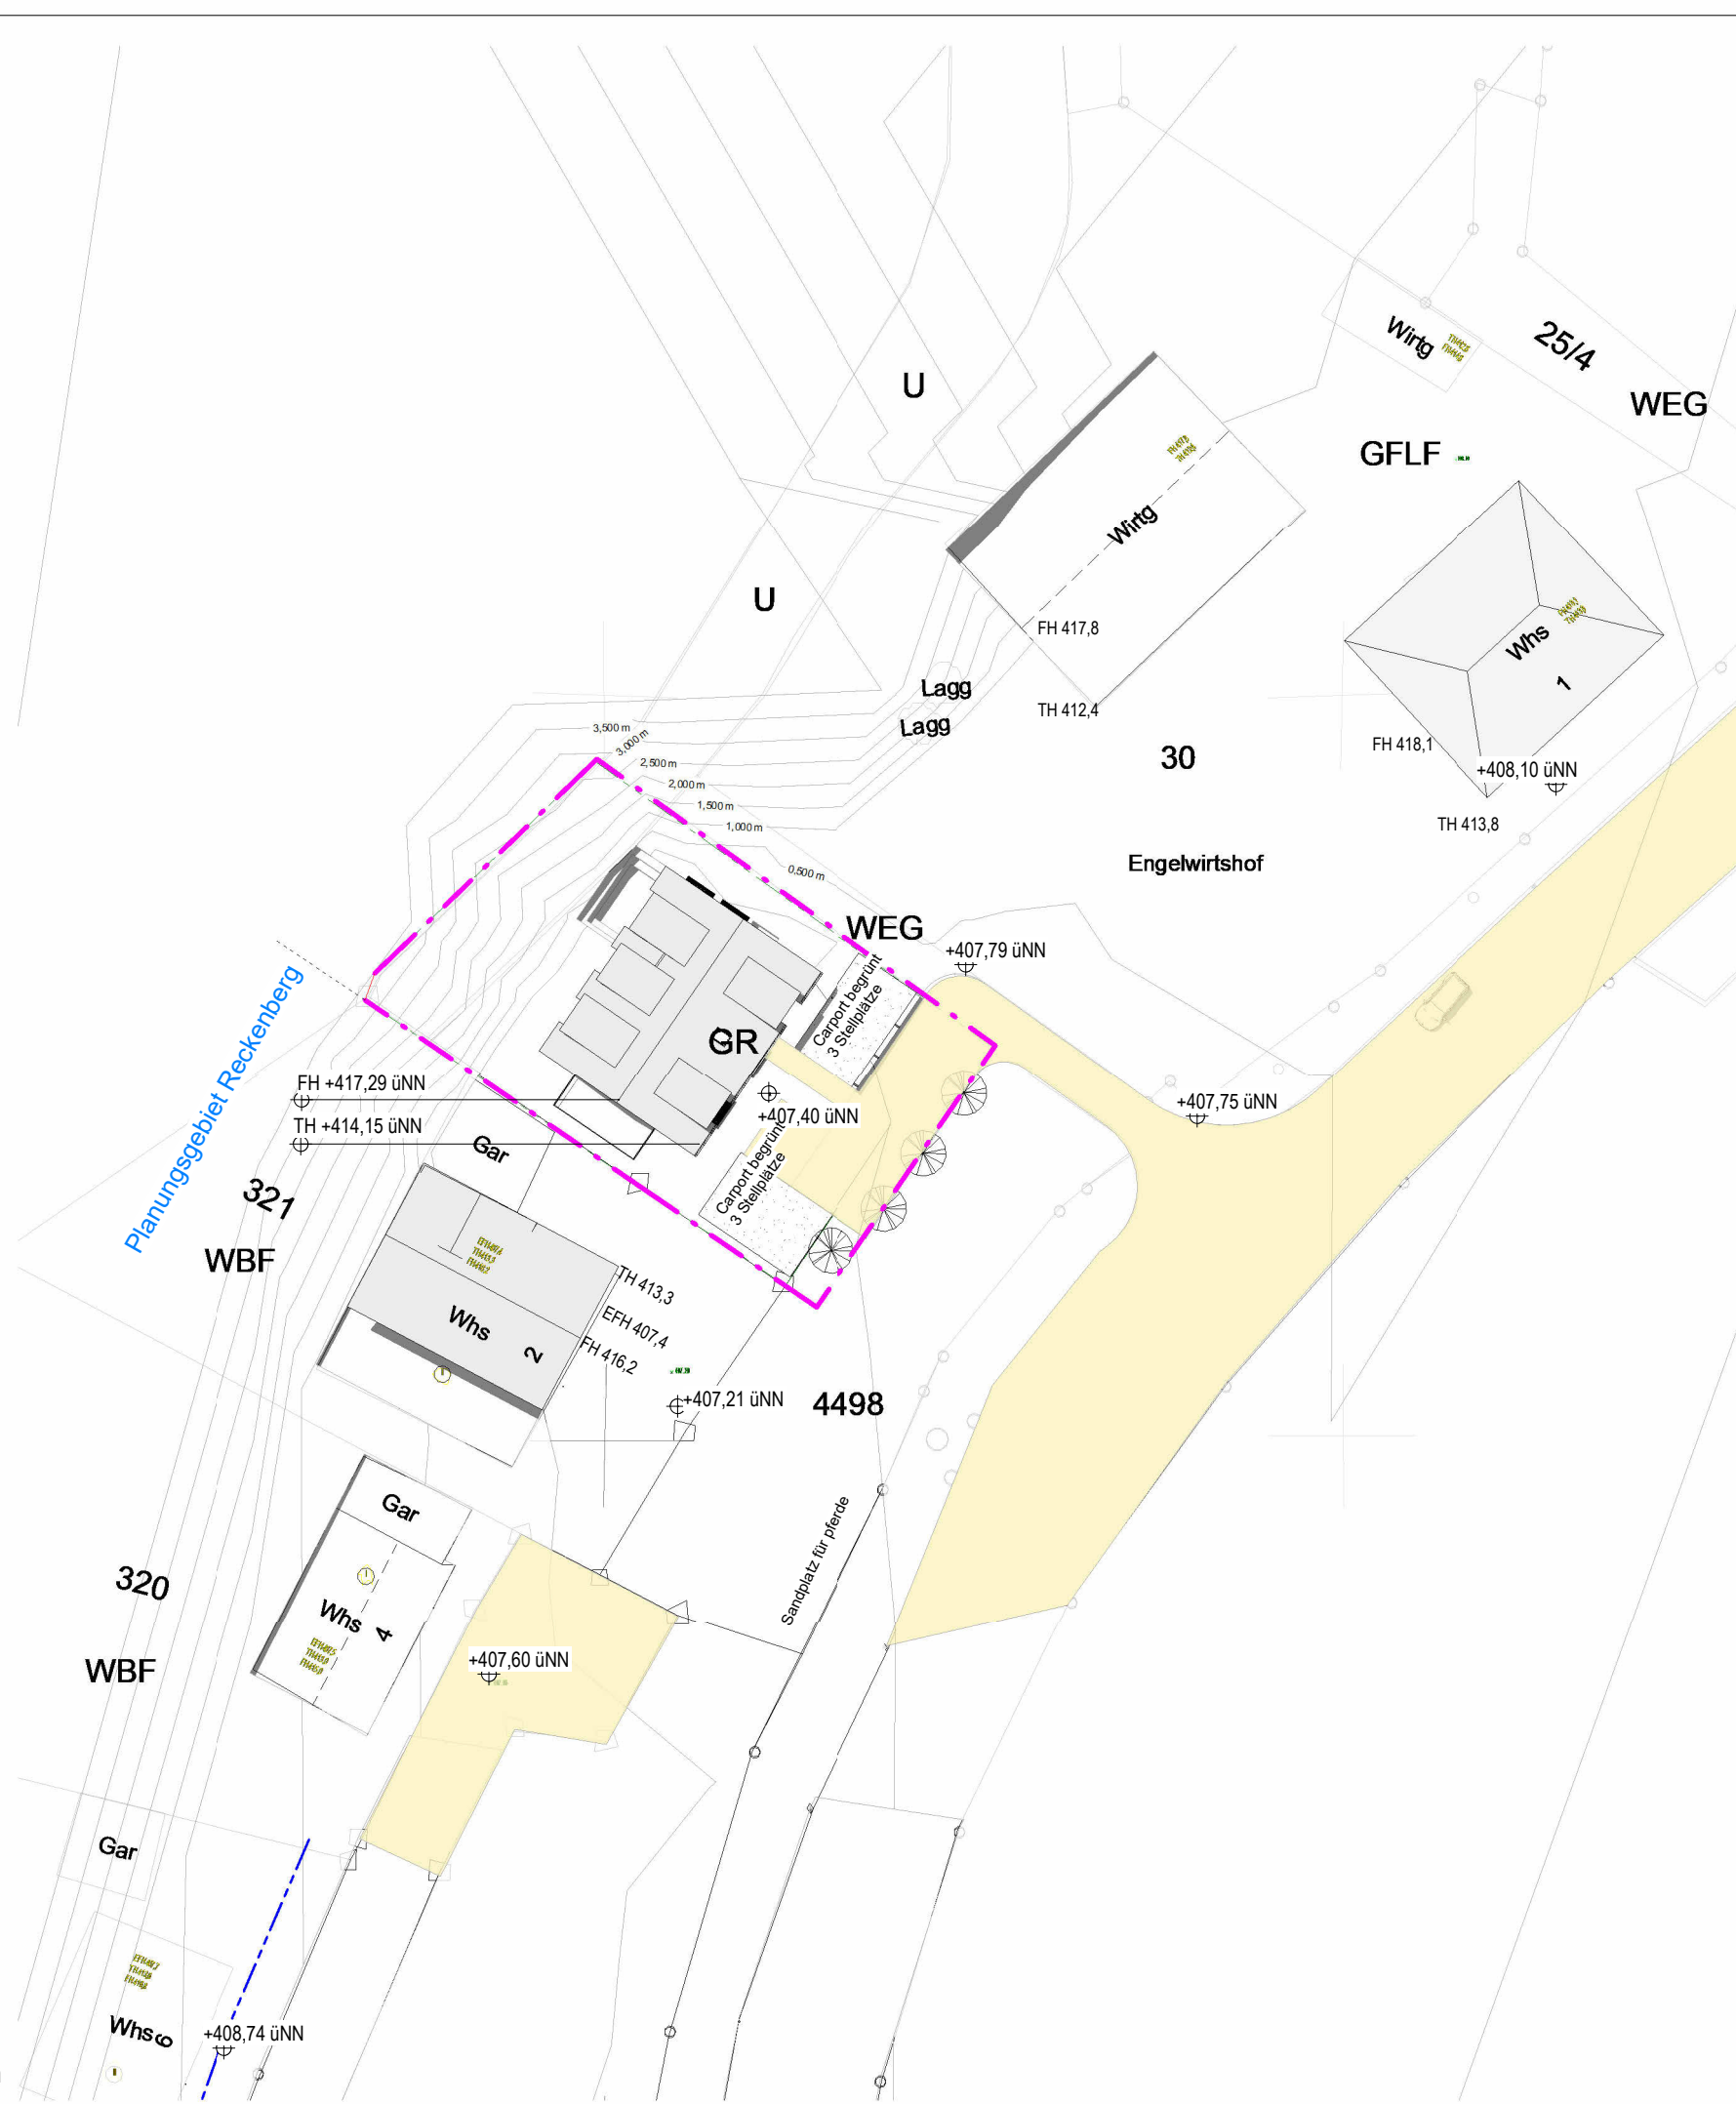 Wirtg
25/4
WEG
U
GFLF
Wirtg
U
Whs
1
FH 417,8
Lagg
Lagg
TH 412,4
30
FH 418,1
+408,10 üNN
TH 413,8
3,500 m
3,000 m
2,500 m
2,000 m
1,500 m
1,000 m
0.500 m
Engelwirtshof
WEG
+407,79 üNN
Planungsgebiet Reckenberg
Carport begrünt
3 Stellplätze
GR
FH +417,29 üNN
+407,40 üNN
+407,75 üNN
TH +414,15 üNN
Gar
Carport begrünt
3 Stellplätze
321
WBF
TH 413,3
EFH 407,4
FH 416,2
Whs
2
+407,21 üNN
4498
Gar
Sandplatz für pferde
320
Whs
4
WBF
+407,60 üNN
Gar
Whs 6
+408,74 üNN